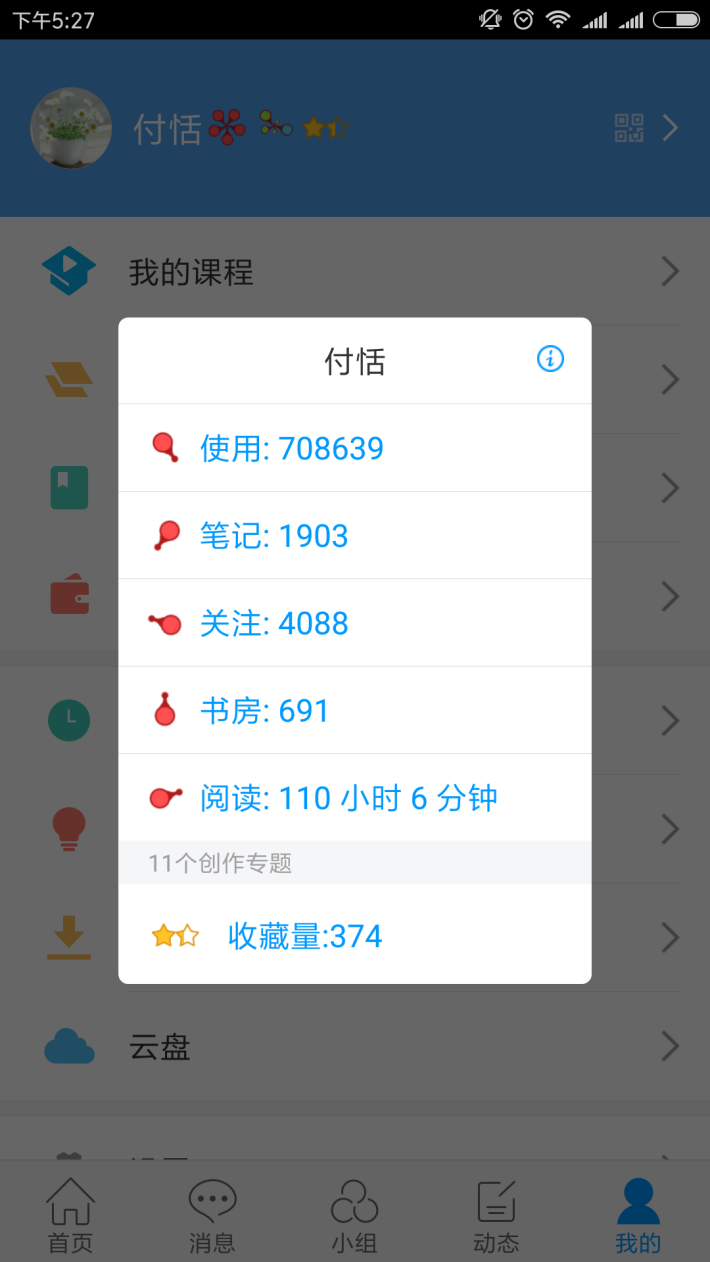 下午5:27
付恬
我的课程
付恬
使用: 708639
笔记: 1903
关注: 4088
书房: 691
阅读: 110 小时 6 分钟
11个创作专题
收藏量:374
云盘
首页
消息
小组
动态
我的